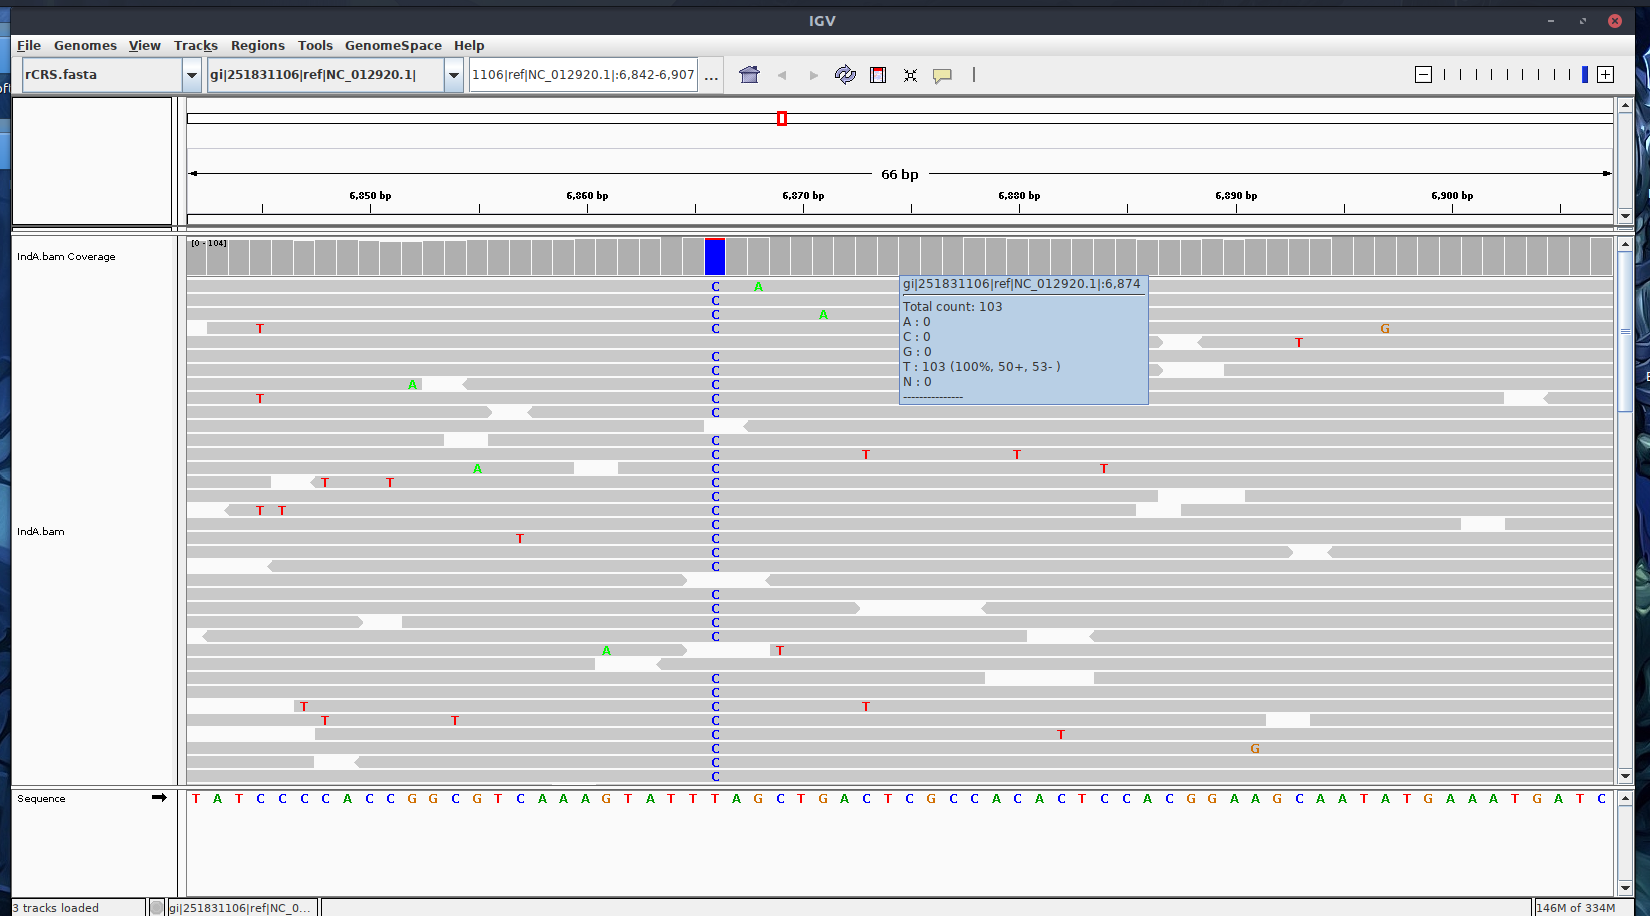 IGV
File Genomes View Tracks Regions Tools GenomeSpace Help
rCRS.fasta gi|251831106|ref|NC_012920.1| 1106|ref|NC_012920.1|:6,842-6,907 ...
66 bp
6,850 bp 6,860 bp 6,870 bp 6,880 bp 6,890 bp 6,900 bp
[0 - 104]
IndA.bam Coverage
gi|251831106|ref|NC_012920.1|:6,874
Total count: 103
A : 0
C : 0
G : 0
T : 103 (100%, 50+, 53- )
N : 0
---------------
C A
C
C A
T C G
T
C
C
A C
T C
C
C
C T T
A C T
T T C
C
T T C
C
IndA.bam
T C
C
C
C
C
C
C
A T
C
C
T C T
T T C
C T
C G
C
C
Sequence T A T C C C C A C C G G C G T C A A A G T A T T T A G C T G A C T C G C C A C A C T C C A C G G A A G C A A T A T G A A A T G A T C
3 tracks loaded gi|251831106|ref|NC_0... 146M of 334M